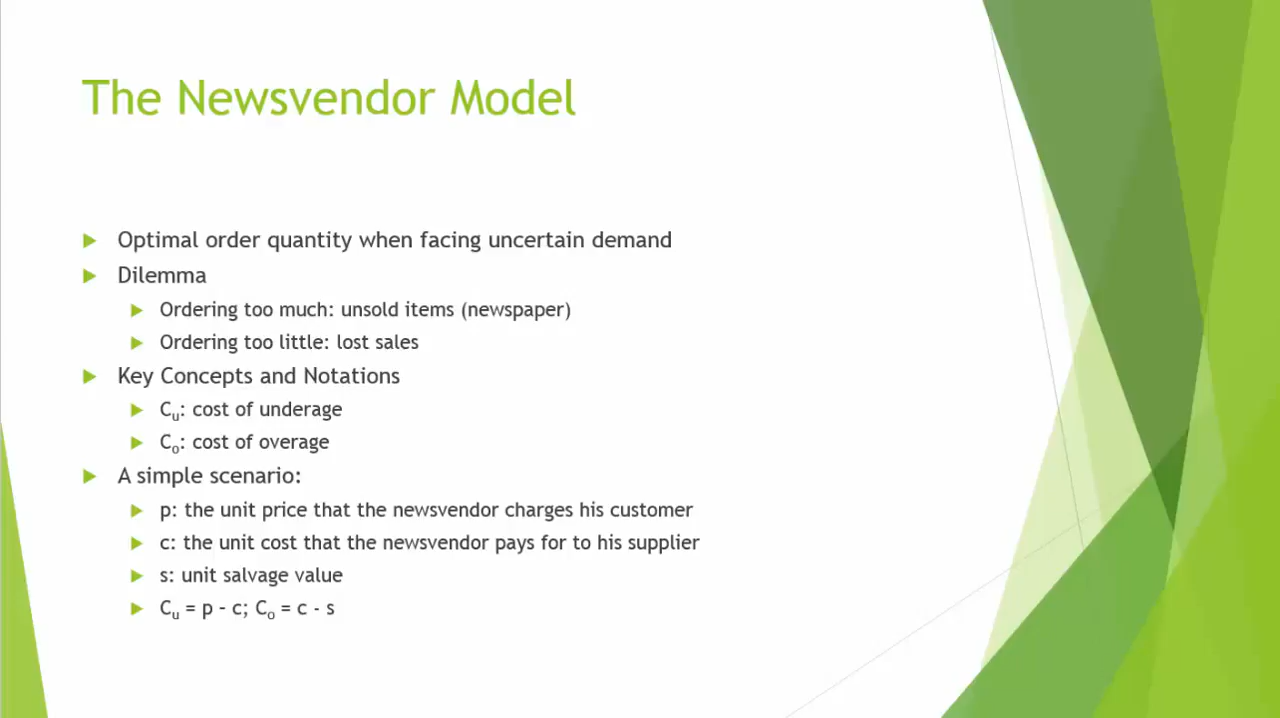 The Newsvendor Model
Optimal order quantity when facing uncertain demand
Dilemma
Ordering too much: unsold items (newspaper)
Ordering too little: lost sales
Key Concepts and Notations
Cu: cost of underage
Co: cost of overage
A simple scenario:
p: the unit price that the newsvendor charges his customer
c: the unit cost that the newsvendor pays for to his supplier
s: unit salvage value
Cu = p – c; Co = c - s